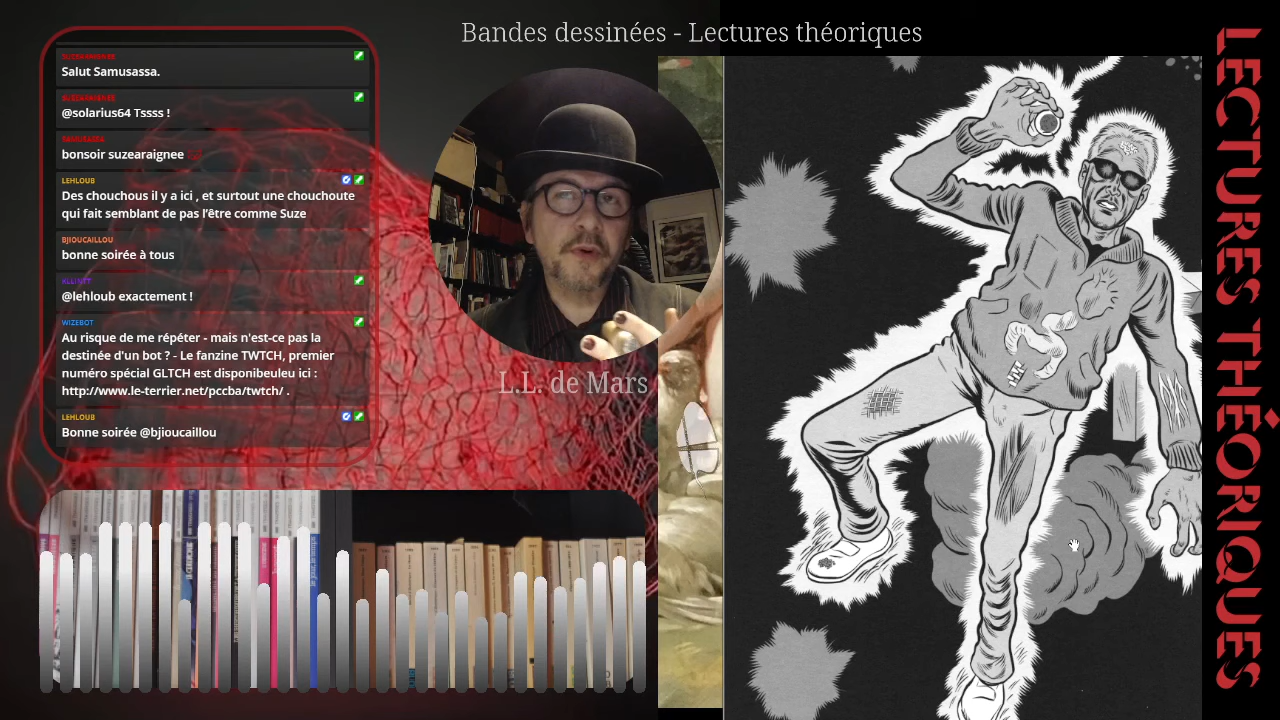 Bandes dessinées - Lectures théoriques
SUZEARAIGNEE
Salut Samusassa.
SUZEARAIGNEE
@solarius64 Tssss !
bonsoir suzearaignee
LEHLOUB
Des chouchous il y a ici , et surtout une chouchoute
qui fait semblant de pas l'être comme Suze
BJIOUCAILLOU
bonne soirée à tous
@lehloub exactement !
WIZEBOT
Au risque de me répéter - mais n'est-ce pas la
destinée d'un bot ? - Le fanzine TWTCH, premier
numéro spécial GLTCH est disponibeuleu ici :
http://www.le-terrier.net/pccba/twtch/ .
LEHLOUB
Bonne soirée @bjioucaillou
L.L. de Mars
LECTURES THÉORIQUES